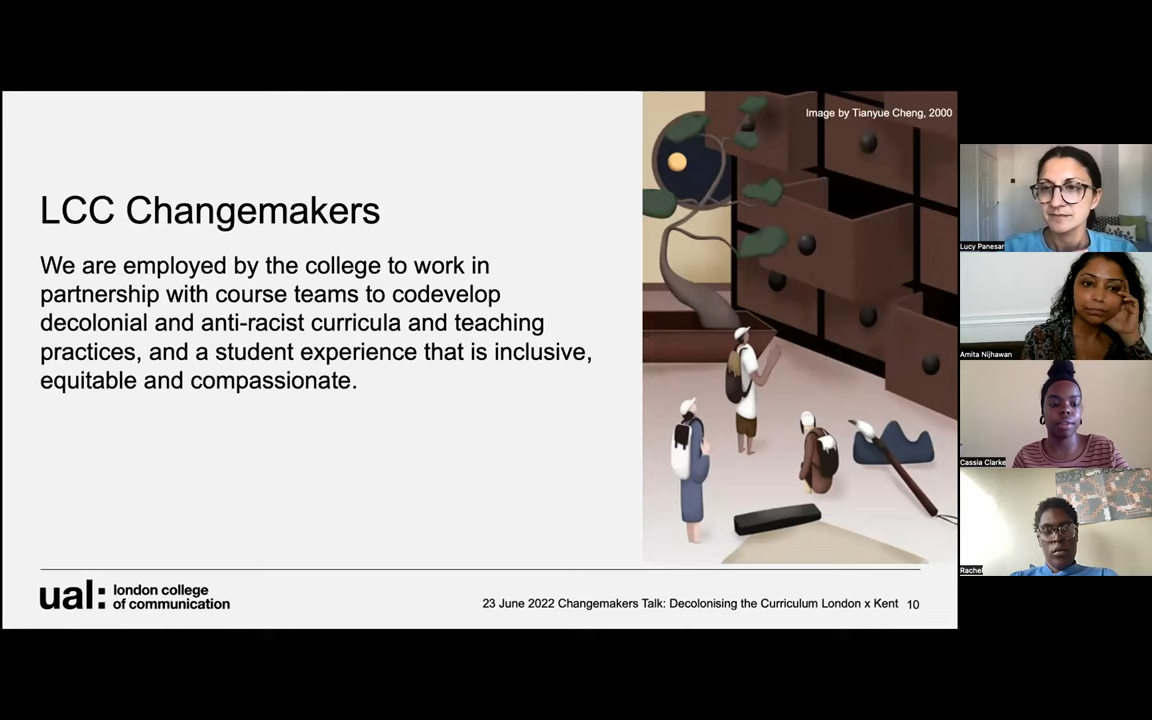 Image by Tianyue Cheng, 2000
LCC Changemakers
We are employed by the college to work in
partnership with course teams to codevelop
decolonial and anti-racist curricula and teaching
practices, and a student experience that is inclusive,
equitable and compassionate.
ual: london college
of communication
23 June 2022 Changemakers Talk: Decolonising the Curriculum London x Kent 10
Lucy Panesar
Amita Nijhawan
Cassia Clarke
Rachel